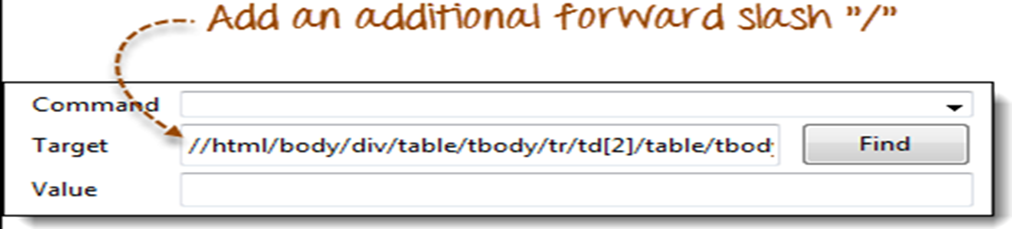 Add an additional forward slash "/"
Command
Target //html/body/div/table/tbody/tr/td[2]/table/tbod Find
Value